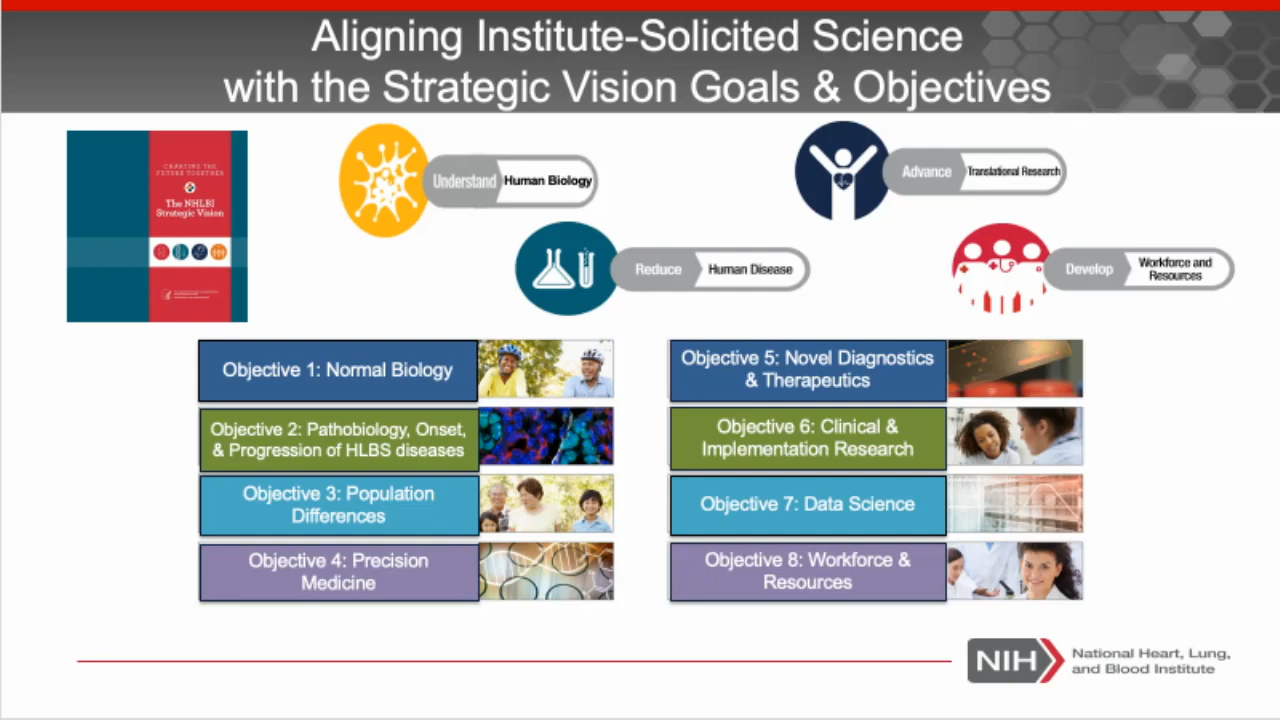 Aligning Institute-Solicited Science
with the Strategic Vision Goals & Objectives
CHARTING THE
FUTURE TOGETHER
The NHLBI
Strategic Vision
Understand Human Biology
Advance Translational Research
Reduce Human Disease
Develop Workforce and
Resources
Objective 1: Normal Biology
Objective 2: Pathobiology, Onset,
& Progression of HLBS diseases
Objective 3: Population
Differences
Objective 4: Precision
Medicine
Objective 5: Novel Diagnostics
& Therapeutics
Objective 6: Clinical &
Implementation Research
Objective 7: Data Science
Objective 8: Workforce &
Resources
NIH National Heart, Lung,
and Blood Institute